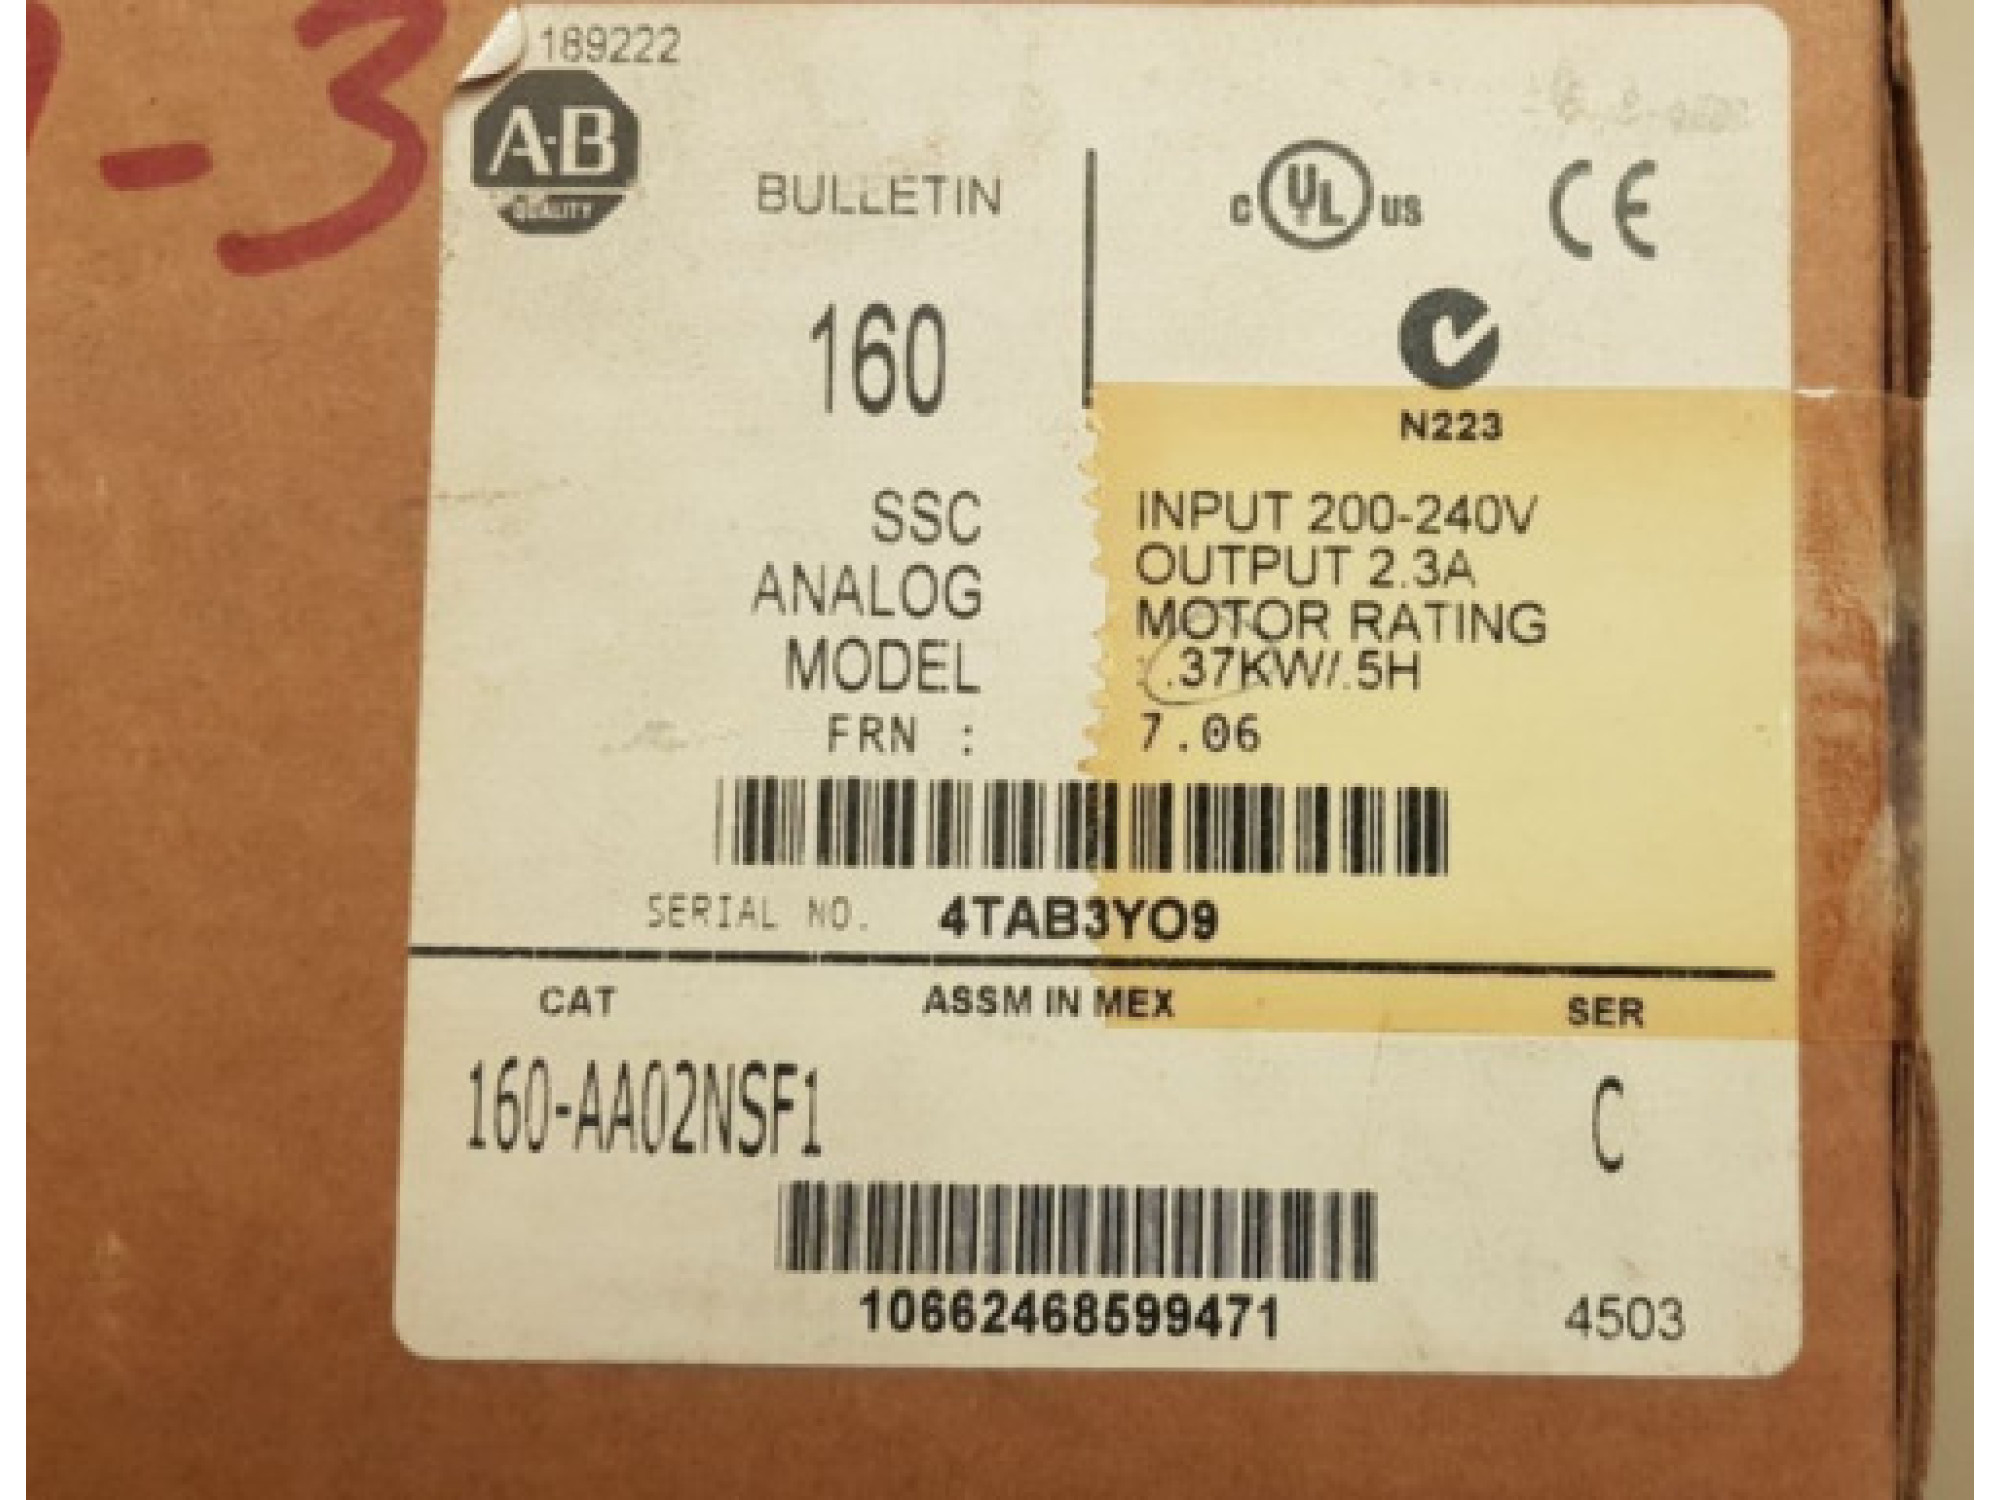 -3
189222
A-B
QUALITY
BULLETIN
160
SSC
ANALOG
MODEL
C UL US
CE
N223
INPUT 200-240V
OUTPUT 2.3A
MOTOR RATING
.37KW/.5H
FRN : 7.06
SERIAL NO. 4TAB3YO9
CAT ASSM IN MEX SER
160-AA02NSF1 C
10662468599471 4503